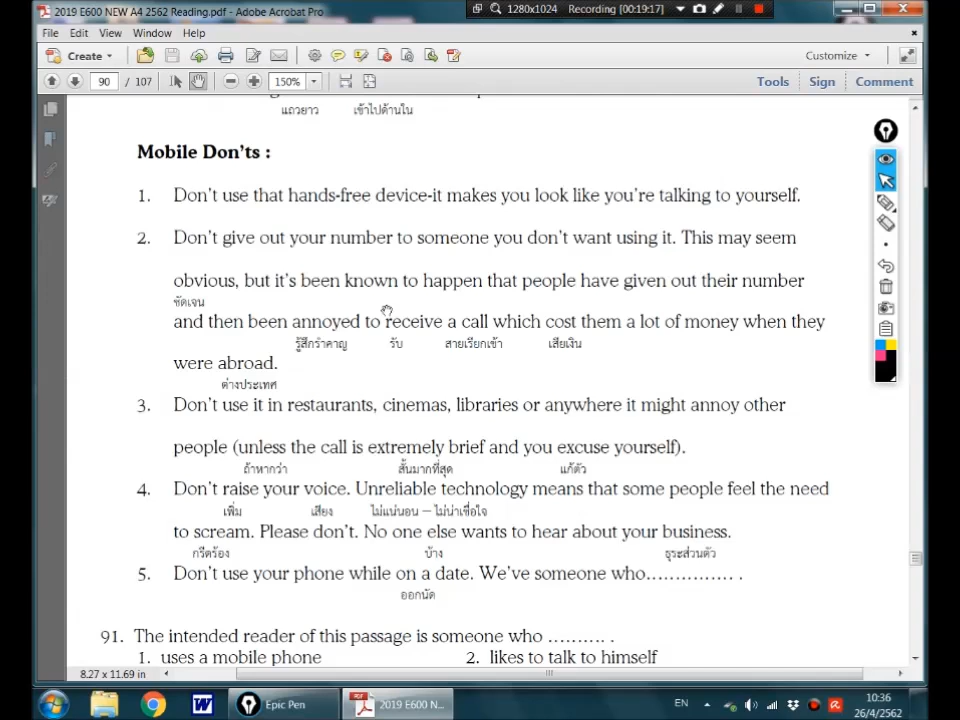 2019 E600 NEW A4 2562 Reading.pdf - Adobe Acrobat Pro
1280x1024 Recording [00:19:17]
File Edit View Window Help
Create Customize
90 / 107 150% Tools Sign Comment
แถวยาว เข้าไปด้านใน
Mobile Don'ts :
1. Don't use that hands-free device-it makes you look like you're talking to yourself.
2. Don't give out your number to someone you don't want using it. This may seem
obvious, but it's been known to happen that people have given out their number
ชัดเจน
and then been annoyed to receive a call which cost them a lot of money when they
รู้สึกรำคาญ รับ สายเรียกเข้า เสียเงิน
were abroad.
ต่างประเทศ
3. Don't use it in restaurants, cinemas, libraries or anywhere it might annoy other
people (unless the call is extremely brief and you excuse yourself).
ถ้าหากว่า สั้นมากที่สุด แก้ตัว
4. Don't raise your voice. Unreliable technology means that some people feel the need
เพิ่ม เสียง ไม่แน่นอน – ไม่น่าเชื่อใจ
to scream. Please don't. No one else wants to hear about your business.
กรีดร้อง บ้าง ธุระส่วนตัว
5. Don't use your phone while on a date. We've someone who............... .
ออกนัด
91. The intended reader of this passage is someone who .......... .
1. uses a mobile phone 2. likes to talk to himself
8.27 x 11.69 in
Epic Pen 2019 E600 N... EN 10:36
26/4/2562